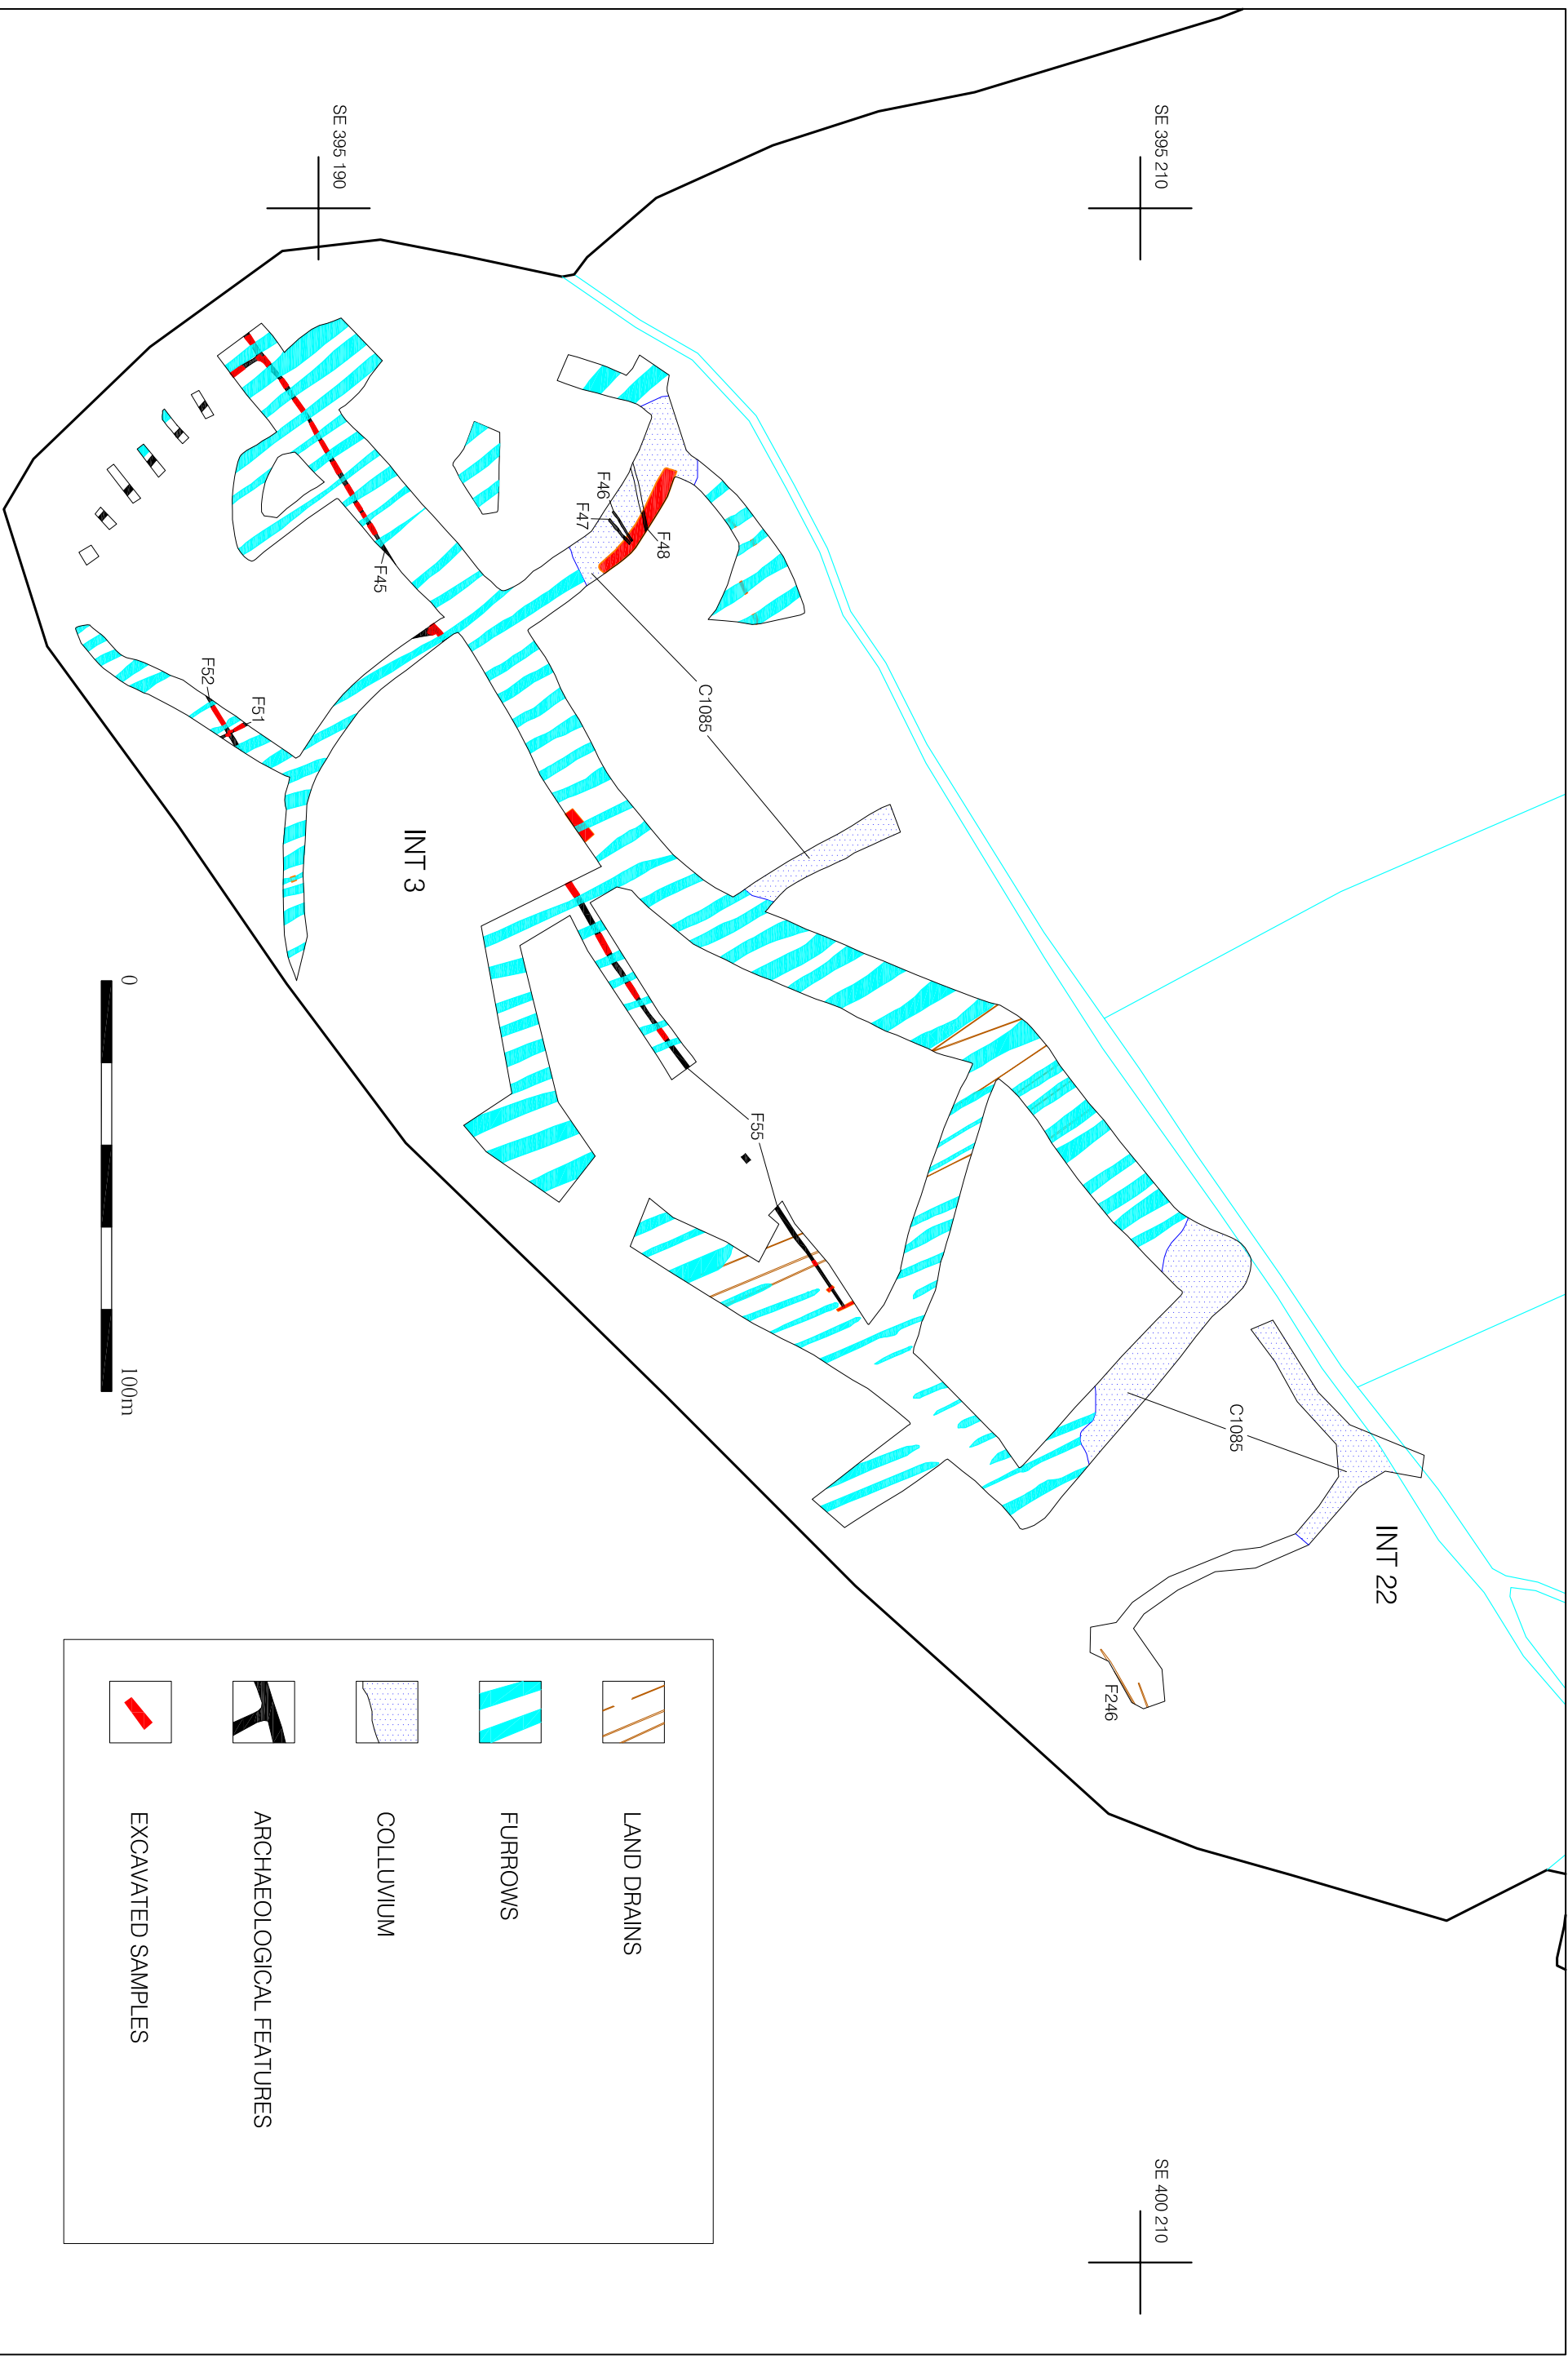 SE 395 210
SE 400 210
SE 395 190
INT 22
C1085
F246
C1085
F48
F46
F47
F55
F45
INT 3
F51
F52
0
100m
LAND DRAINS
FURROWS
COLLUVIUM
ARCHAEOLOGICAL FEATURES
EXCAVATED SAMPLES